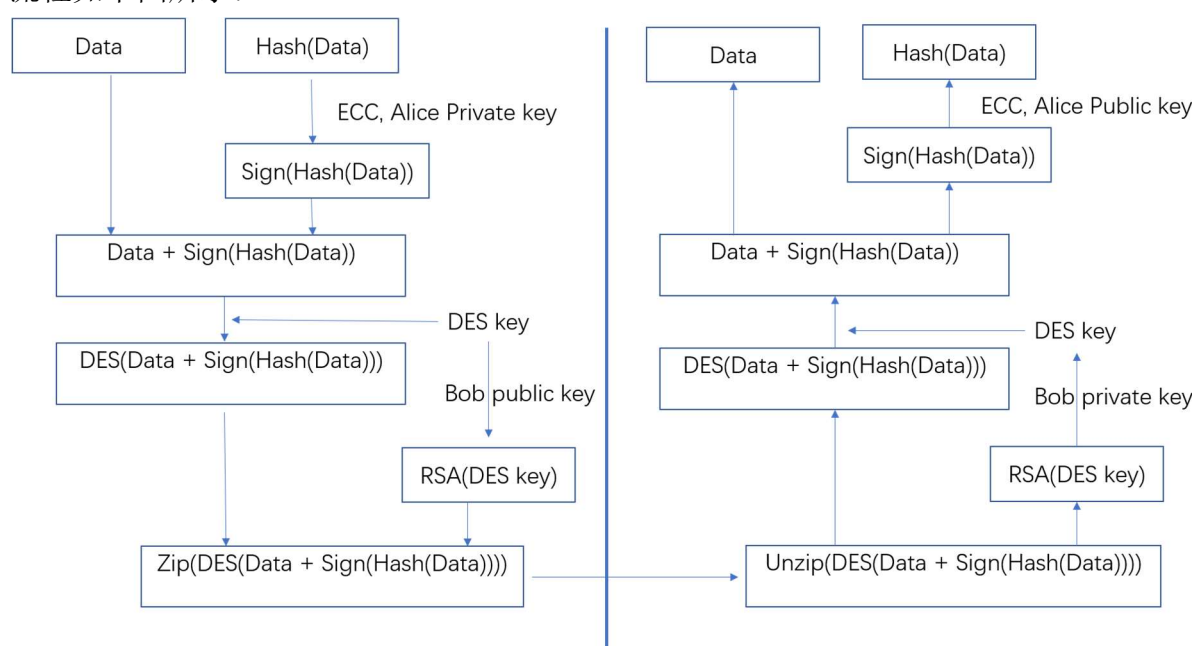 Data
Hash(Data)
ECC, Alice Private key
Sign(Hash(Data))
Data + Sign(Hash(Data))
DES key
DES(Data + Sign(Hash(Data)))
Bob public key
RSA(DES key)
Zip(DES(Data + Sign(Hash(Data))))
Data
Hash(Data)
ECC, Alice Public key
Sign(Hash(Data))
Data + Sign(Hash(Data))
DES key
DES(Data + Sign(Hash(Data)))
Bob private key
RSA(DES key)
Unzip(DES(Data + Sign(Hash(Data))))